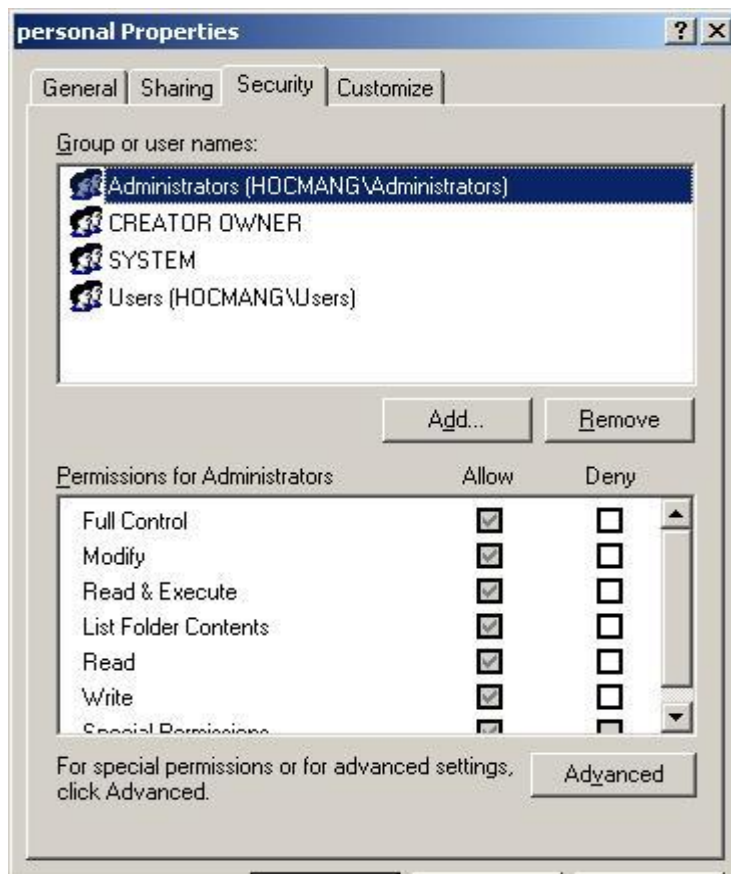 personal Properties
General Sharing Security Customize
Group or user names:
Administrators (HOCMANG\Administrators)
CREATOR OWNER
SYSTEM
Users (HOCMANG\Users)
Add... Remove
Permissions for Administrators Allow Deny
Full Control
Modify
Read & Execute
List Folder Contents
Read
Write
Special Permissions
For special permissions or for advanced settings, Advanced
click Advanced.